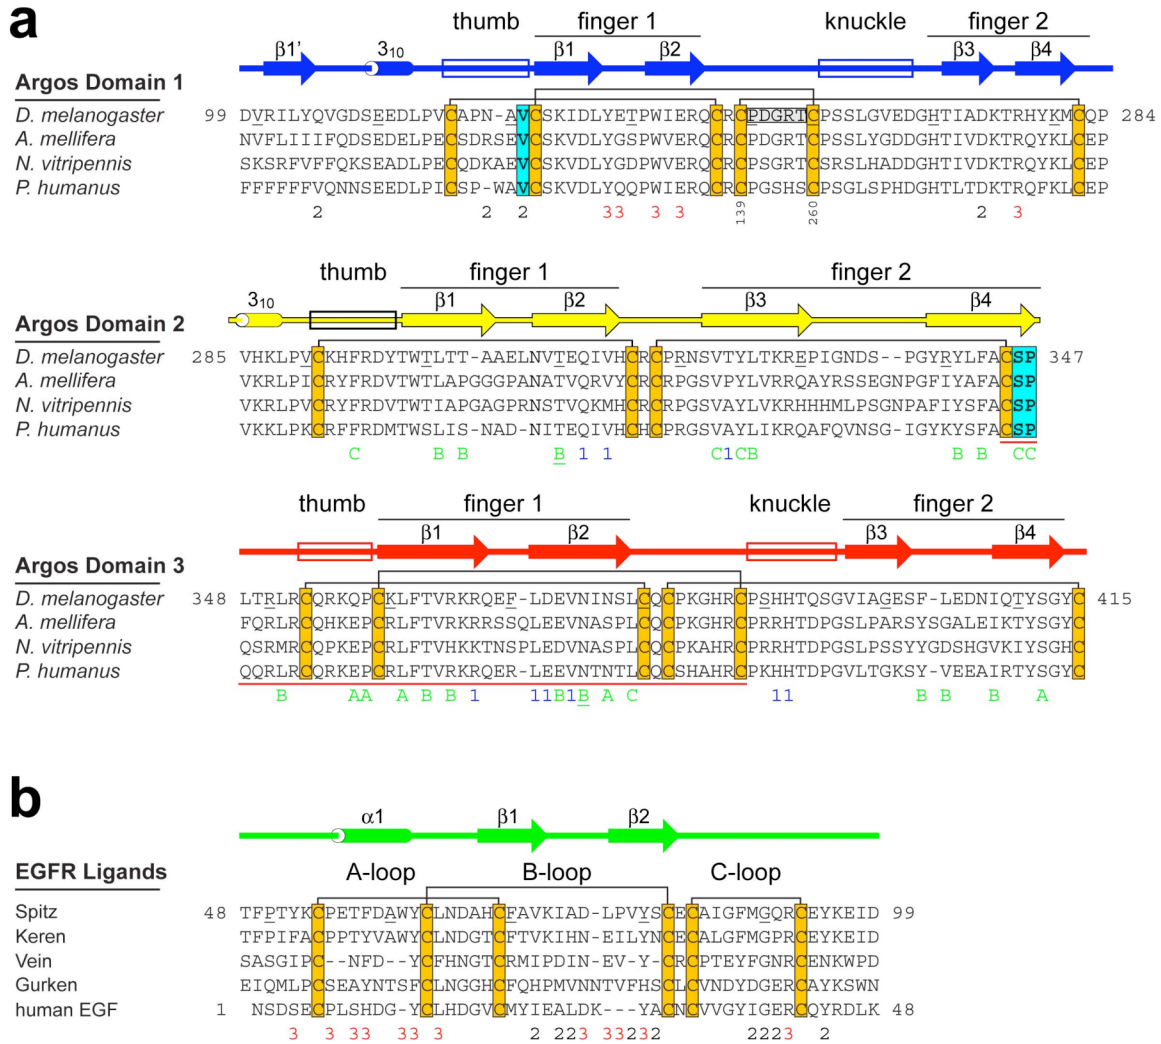 a
thumb finger 1 knuckle finger 2
β1' 3₁₀ β1 β2 β3 β4
Argos Domain 1
D. melanogaster 99 DVRILYQVGDSEEDLPVCAPN-AVCSKIDLYETPWIERQCRCPDGRTCPSSLGVEDGHTIADKTRHYKMCQP 284
A. mellifera NVFLIIIFQDSEADLPECSDRSEVCSKVDLYGSPWVERQCRCPDGRTCPSSLYGDDGHTIVDKTRQYKLCEP
N. vitripennis SKSRFVFFQKSEADLPEQCDKAEVCSKVDLYGDPWVERQCRCPSGRTCSRSLHADDGHTIVDKTRQYKLCEP
P. humanus FFFFFFVQNNSEEDLPICSP-WAVCSKVDLYQQPWIERQCRCPGSHSCPSGLSPHDGHTLTDKTRQFKLCEP
2 2 2 33 3 3 139 260 2 3
thumb finger 1 finger 2
3₁₀ β1 β2 β3 β4
Argos Domain 2
D. melanogaster 285 VHKLPVCKHFRDYTWTLTT-AAELNVTEQIVHCRCPRNSVTYLTKREPIGNDS--PGYRYLFACSP 347
A. mellifera VKRLPICRYFRDVTWTLAPGGGPANATVQRVYCRCRPGSVPYLVRRQAYRSSEGNPGFIYAFACSP
N. vitripennis VKRLPVCRYFRDVTWTIAPGAGPRNSTVQKMHCRCRPGSVAYLVKRHHHMLPSGNPAFIYSFACSP
P. humanus VKKLPKCRFFRDMTWSLIS-NAD-NITEQIVHCHCPRGSVAYLIKRQAFQVNSG-IGYKYSFACSP
C B B B 1 1 C1CB B B CC
thumb finger 1 knuckle finger 2
β1 β2 β3 β4
Argos Domain 3
D. melanogaster 348 LTRLRCQRKQPCKLFTVRKRQEF-LDEVNINSLCQCPKGHRCPSHHTQSGVIAGESF-LEDNIQTYSGYC 415
A. mellifera FQRLRCQHKEPCRLFTVRKRRSSQLEEVNASPLCQCPKGHRCPRRHTDPGSLPARSYSGALEIKTYSGYC
N. vitripennis QSRMRCQRKEPCRLFTVHKKTNSPLDEVNASPLCQCPKAHRCPRRHTDPGSLPSSYYGDSHGVKIYSGHC
P. humanus QQRLRCQRKEPCRLFTVRKRQER-LEEVNTNTLCQCSHAHRCPKHHTDPGVLTGKSY-VEEAIRTYSGYC
B AA A B B 1 11B1B A C 11 B B B A
b
α1 β1 β2
EGFR Ligands
A-loop B-loop C-loop
Spitz 48 TFPTYKCPETFDAWYCLNDAHCFAVKIAD-LPVYSCECAIGFMGQRCEYKEID 99
Keren TFPIFACPPTYVAWYCLNDGTCFTVKIHN-EILYNCECALGFMGPRCEYKEID
Vein SASGIPC--NFD--YCFHNGTCRMIPDIN-EVY-YCRCPTEYFGNRCENKWPD
Gurken EIQMLPCSEAYNTSFCLNGGHCFQHPMVNNTVFHSCLCVNDYDGERCAYKSWN
human EGF 1 NSDSECPLSHDG-YCLHDGVCMYIEALDK---YACNCVVGYIGERCQYRDLK 48
3 3 33 33 3 2 223 33232 2223 2